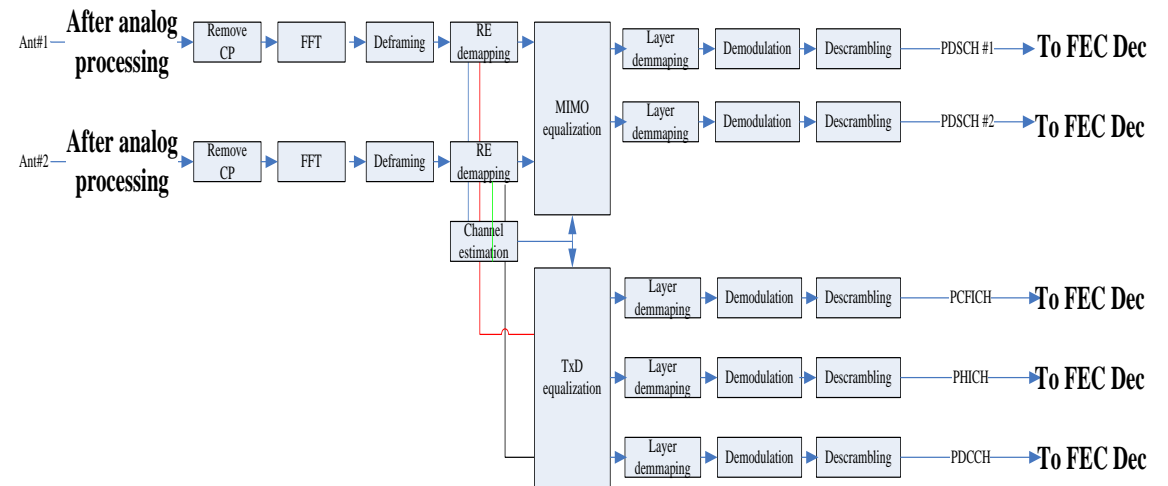 Ant#1
After analog
processing
Remove
CP
FFT
Deframing
RE
demapping
MIMO
equalization
Layer
demmaping
Demodulation
Descrambling
PDSCH #1
To FEC Dec
Layer
demmaping
Demodulation
Descrambling
PDSCH #2
To FEC Dec
Ant#2
After analog
processing
Remove
CP
FFT
Deframing
RE
demapping
Channel
estimation
TxD
equalization
Layer
demmaping
Demodulation
Descrambling
PCFICH
To FEC Dec
Layer
demmaping
Demodulation
Descrambling
PHICH
To FEC Dec
Layer
demmaping
Demodulation
Descrambling
PDCCH
To FEC Dec